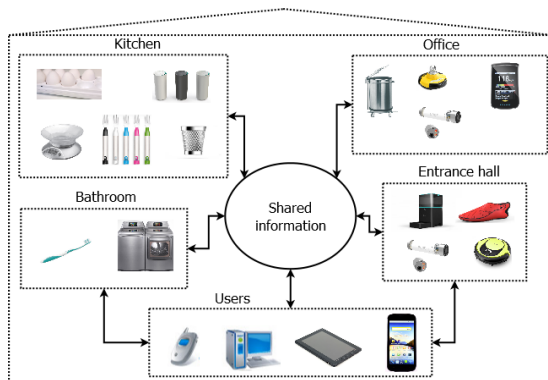 Kitchen
Office
Entrance hall
Bathroom
Shared
information
Users